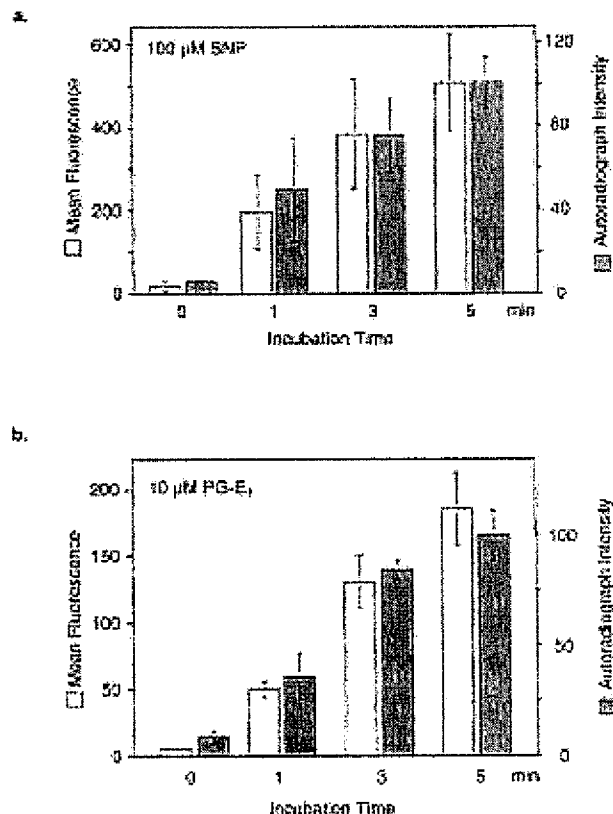 a.
100 µM SNP
600
400
200
0
120
80
40
0
Mean Fluorescence
Autoradiograph Intensity
0 1 3 5 min
Incubation Time
b.
10 µM PG-E1
200
150
100
50
0
100
50
0
Mean Fluorescence
Autoradiograph Intensity
0 1 3 5 min
Incubation Time